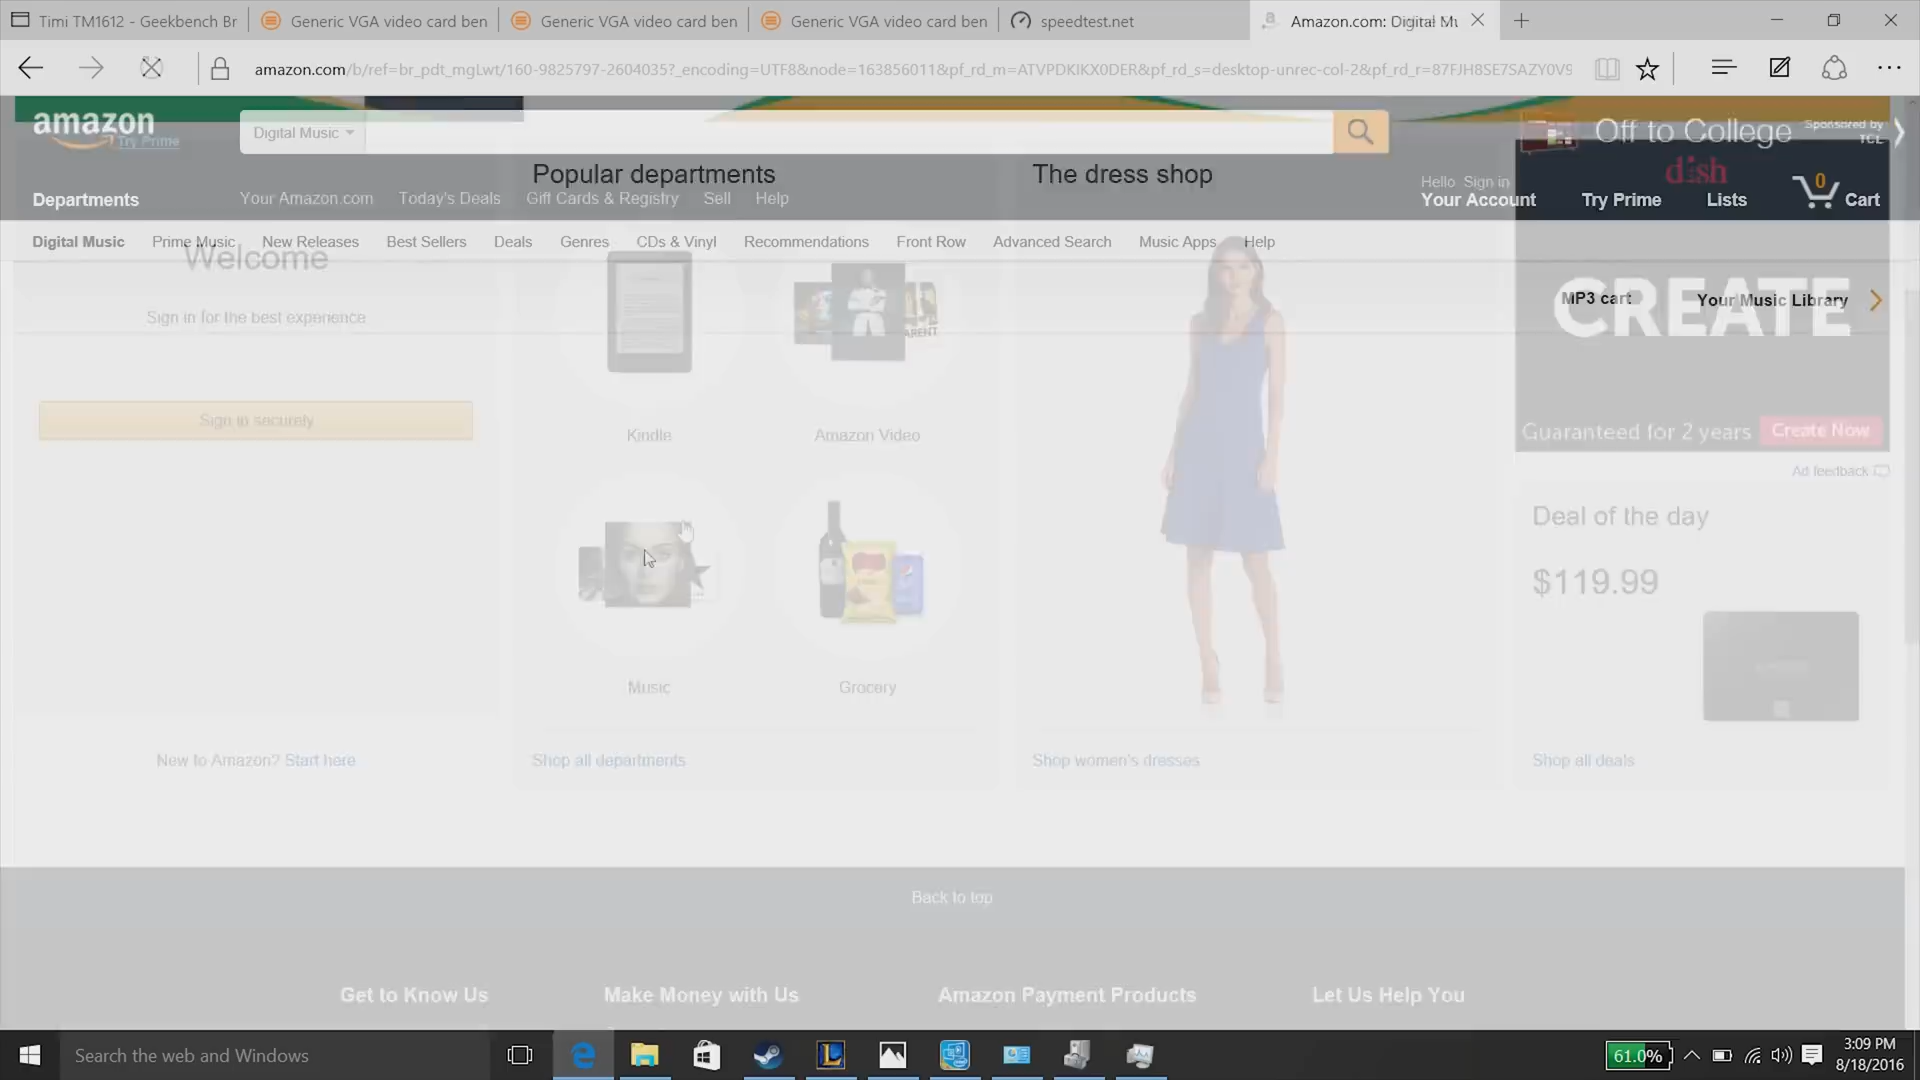 Timi TM1612 - Geekbench Br
Generic VGA video card ben
Generic VGA video card ben
Generic VGA video card ben
speedtest.net
Amazon.com: Digital Mu
amazon.com/b/ref=br_pdt_mgLwt/160-9825797-2604035?_encoding=UTF8&node=163856011&pf_rd_m=ATVPDKIKX0DER&pf_rd_s=desktop-unrec-col-2&pf_rd_r=87FJH8SE7SAZY0V9
amazon
Try Prime
Digital Music
Off to College
Sponsored by
TCL
Popular departments
The dress shop
dish
Departments
Your Amazon.com
Today's Deals
Gift Cards & Registry
Sell
Help
Hello Sign in
Your Account
Try Prime
Lists
0
Cart
Digital Music
Prime Music
New Releases
Best Sellers
Deals
Genres
CDs & Vinyl
Recommendations
Front Row
Advanced Search
Music Apps
Help
Welcome
Sign in for the best experience
MP3 cart
Your Music Library
CREATE
ARENT
Sign in securely
Kindle
Amazon Video
Guaranteed for 2 years
Create Now
Ad feedback
Deal of the day
$119.99
Music
Grocery
New to Amazon? Start here
Shop all departments
Shop women's dresses
Shop all deals
Back to top
Get to Know Us
Make Money with Us
Amazon Payment Products
Let Us Help You
Search the web and Windows
61.0%
3:09 PM
8/18/2016